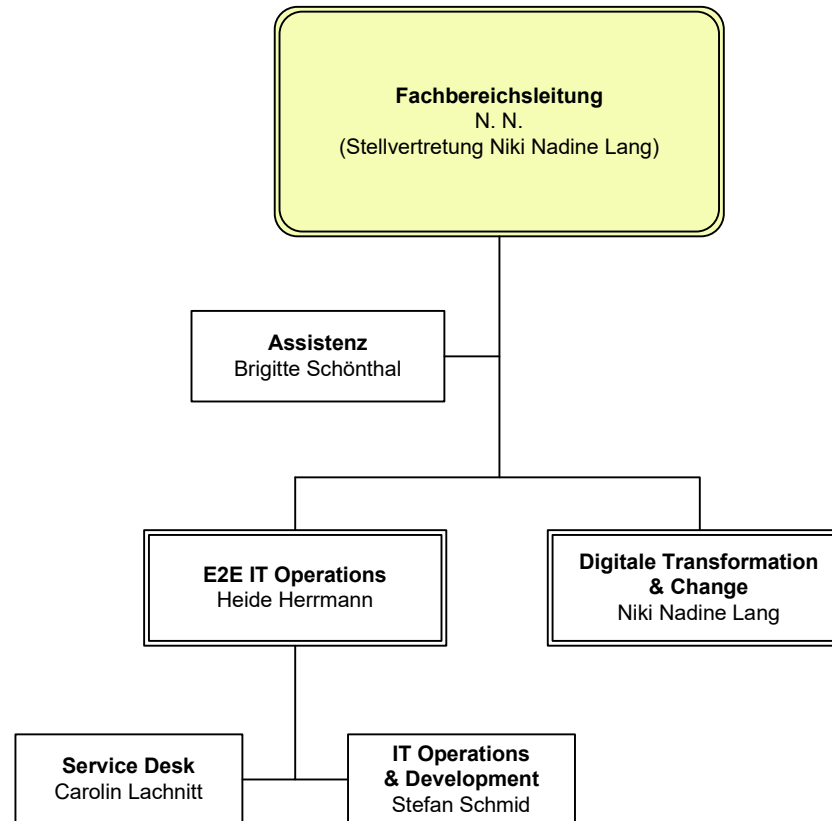 Fachbereichsleitung
N. N.
(Stellvertretung Niki Nadine Lang)
Assistenz
Brigitte Schönthal
E2E IT Operations
Heide Herrmann
Digitale Transformation
& Change
Niki Nadine Lang
Service Desk
Carolin Lachnitt
IT Operations
& Development
Stefan Schmid